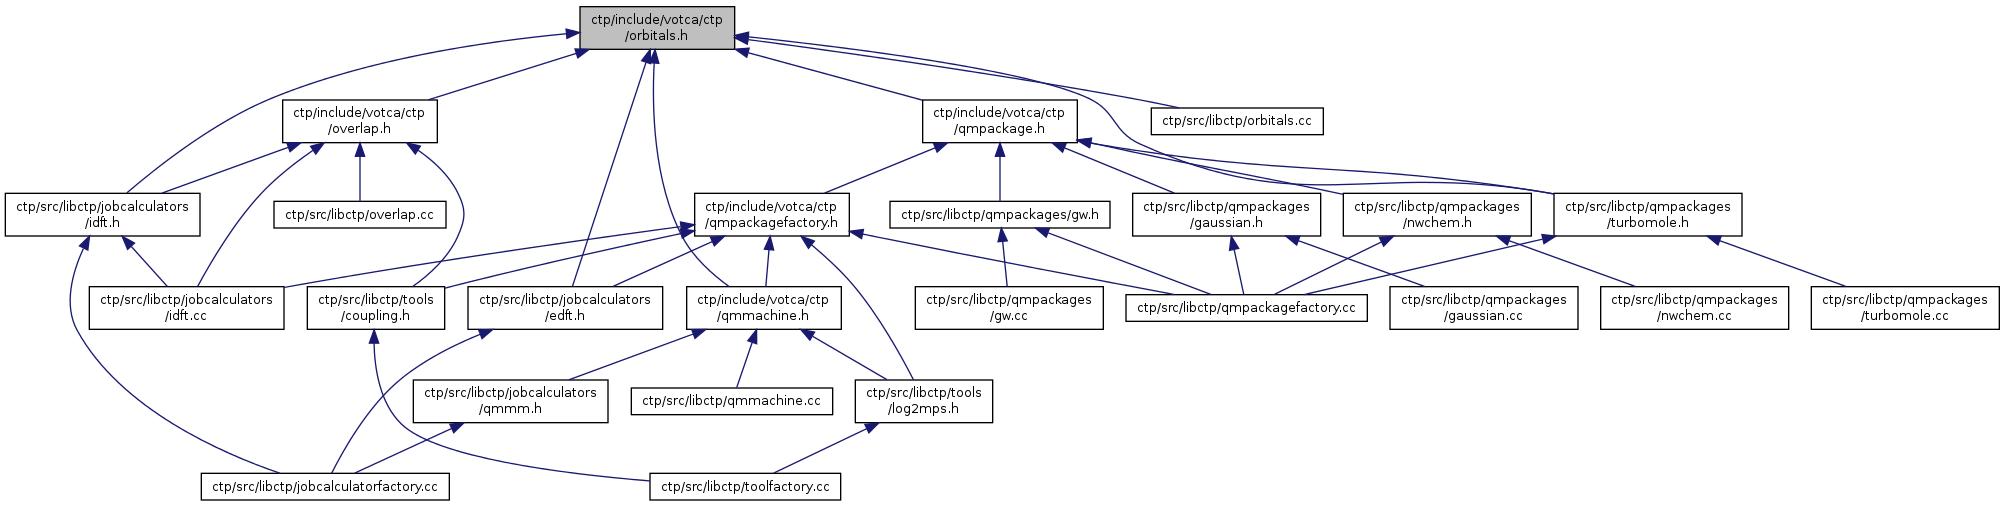 ctp/include/votca/ctp
/orbitals.h
ctp/include/votca/ctp
/overlap.h
ctp/include/votca/ctp
/qmpackage.h
ctp/src/libctp/orbitals.cc
ctp/src/libctp/jobcalculators
/idft.h
ctp/src/libctp/overlap.cc
ctp/include/votca/ctp
/qmpackagefactory.h
ctp/src/libctp/qmpackages/gw.h
ctp/src/libctp/qmpackages
/gaussian.h
ctp/src/libctp/qmpackages
/nwchem.h
ctp/src/libctp/qmpackages
/turbomole.h
ctp/src/libctp/jobcalculators
/idft.cc
ctp/src/libctp/tools
/coupling.h
ctp/src/libctp/jobcalculators
/edft.h
ctp/include/votca/ctp
/qmmachine.h
ctp/src/libctp/qmpackages
/gw.cc
ctp/src/libctp/qmpackagefactory.cc
ctp/src/libctp/qmpackages
/gaussian.cc
ctp/src/libctp/qmpackages
/nwchem.cc
ctp/src/libctp/qmpackages
/turbomole.cc
ctp/src/libctp/jobcalculators
/qmmm.h
ctp/src/libctp/qmmachine.cc
ctp/src/libctp/tools
/log2mps.h
ctp/src/libctp/jobcalculatorfactory.cc
ctp/src/libctp/toolfactory.cc